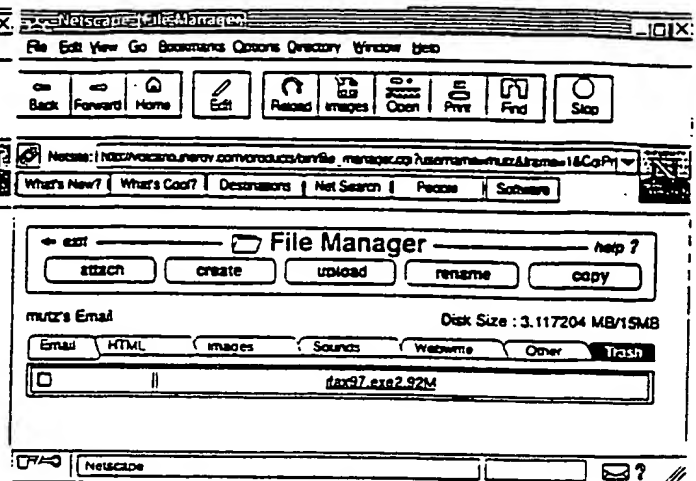 Netscape - [File Manager]
File Edit View Go Bookmarks Options Directory Window Help
Back Forward Home Edit Reload Images Open Print Find Stop
What's New? What's Cool? Destinations Net Search People Software
← exit File Manager help ?
attach create upload rename copy
mutz's Email Disk Size : 3.117204 MB/15MB
Email HTML Images Sounds Webwrite Other Trash
Netscape
?